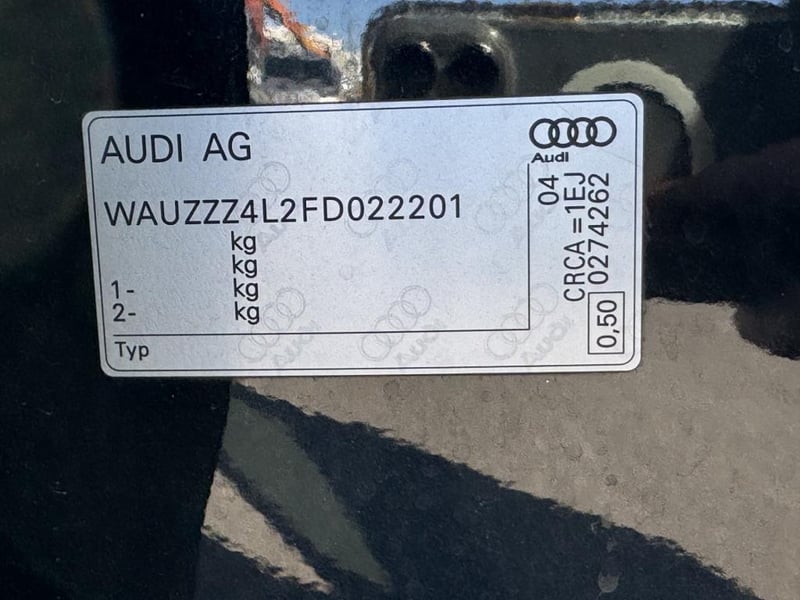 AUDI AG
Audi
WAUZZZ4L2FD022201
kg
kg
1- kg
2- kg
Typ
04
CRCA = 1EJ
0274262
0,50